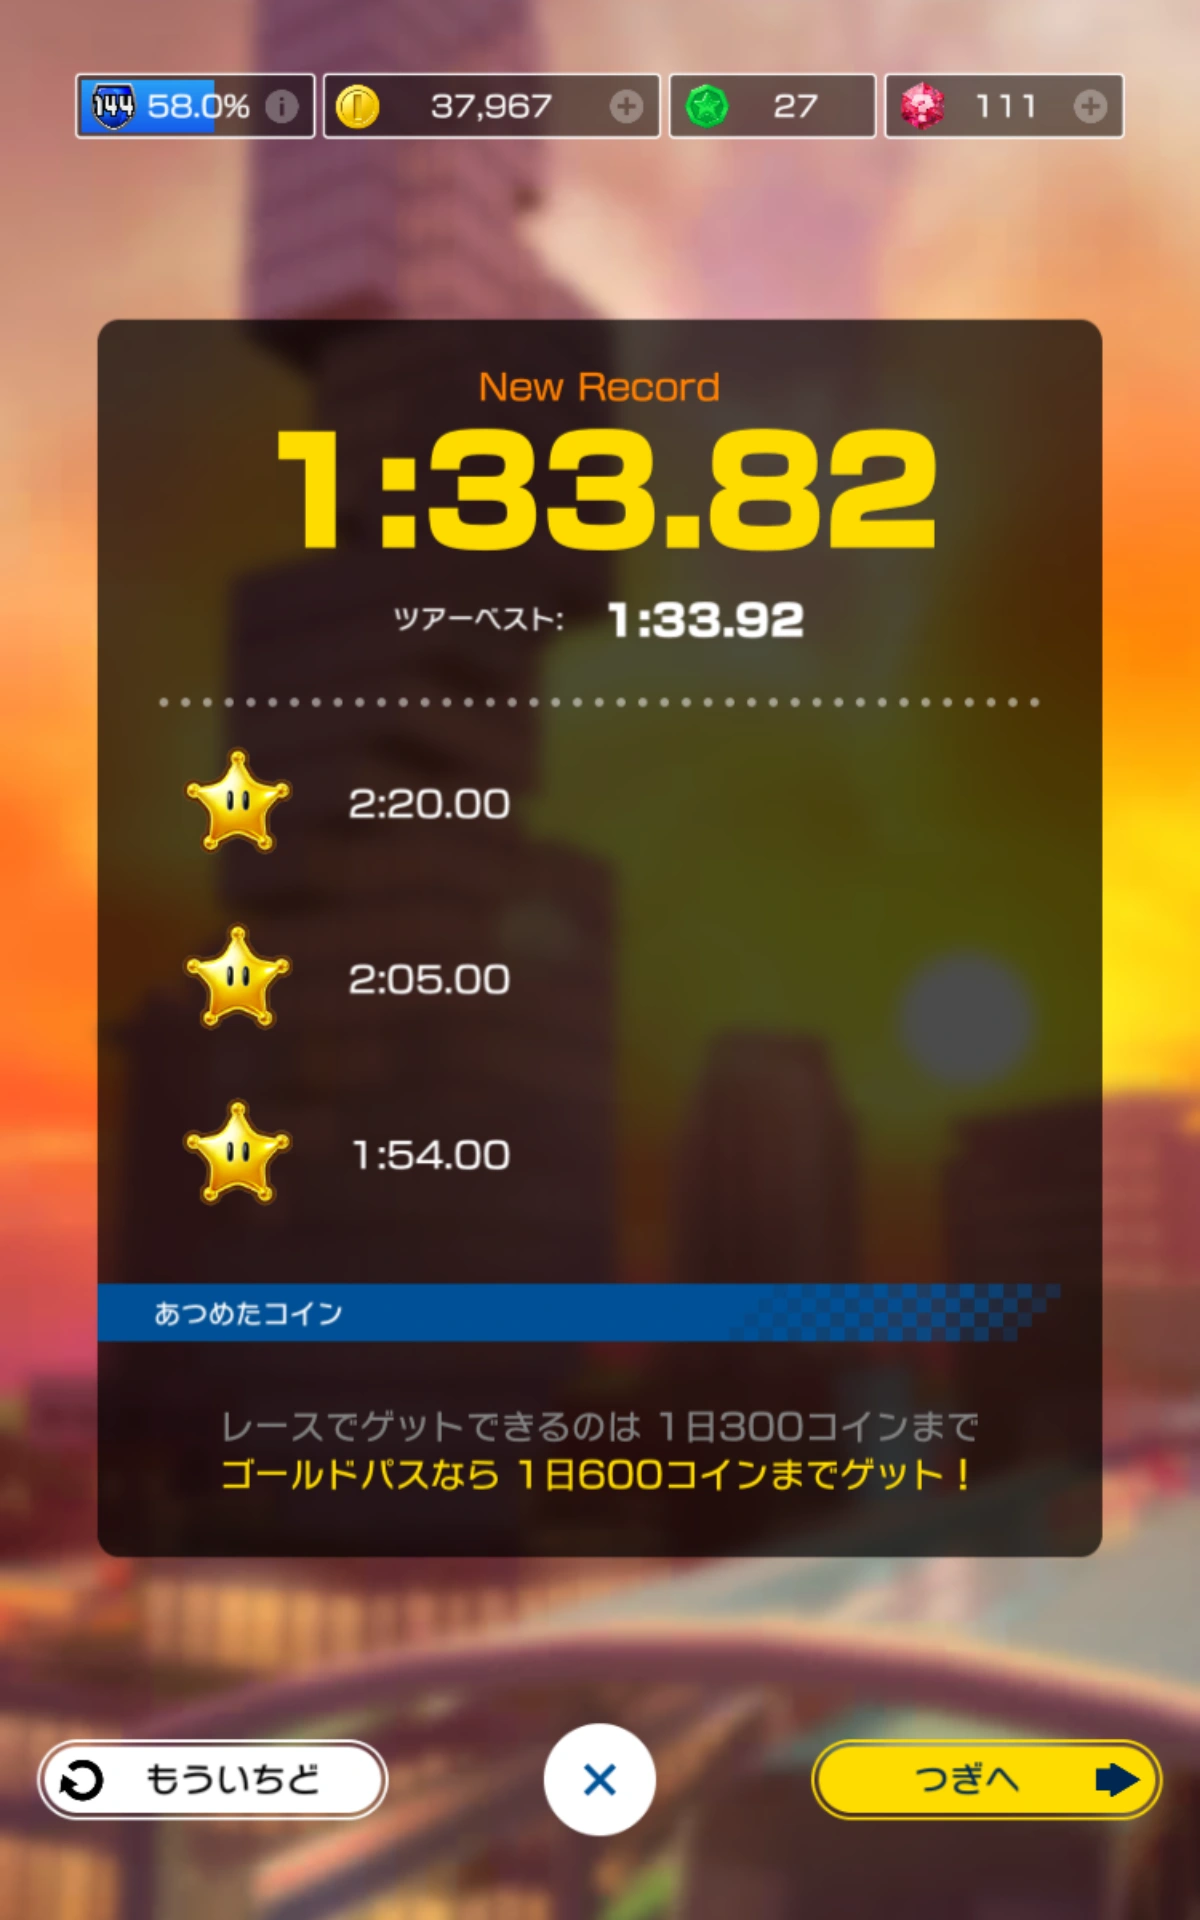 144 58.0% 37,967 27 111
New Record
1:33.82
ツアーベスト: 1:33.92
2:20.00
2:05.00
1:54.00
あつめたコイン
レースでゲットできるのは 1日300コインまで
ゴールドパスなら 1日600コインまでゲット！
もういちど つぎへ